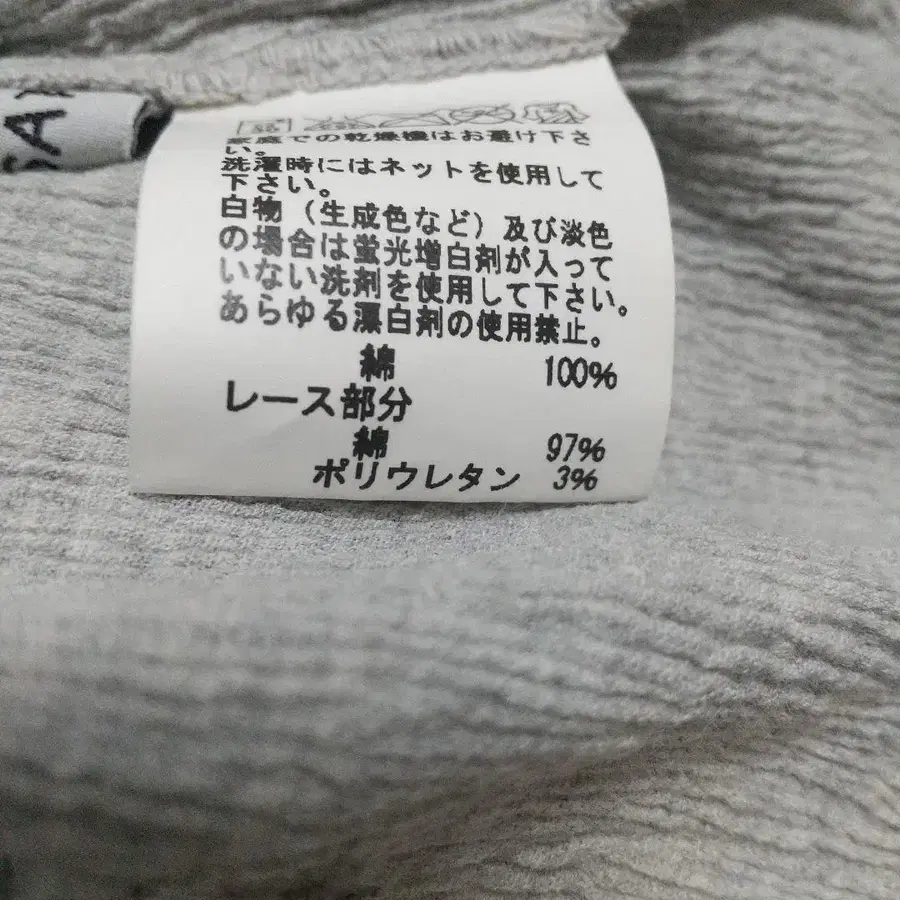 家庭での乾燥機はお避け下さ
い。
洗濯時にはネットを使用して
下さい。
白物（生成色など）及び淡色
の場合は蛍光増白剤が入って
いない洗剤を使用して下さい。
あらゆる漂白剤の使用禁止。
綿 100%
レース部分
綿 97%
ポリウレタン 3%